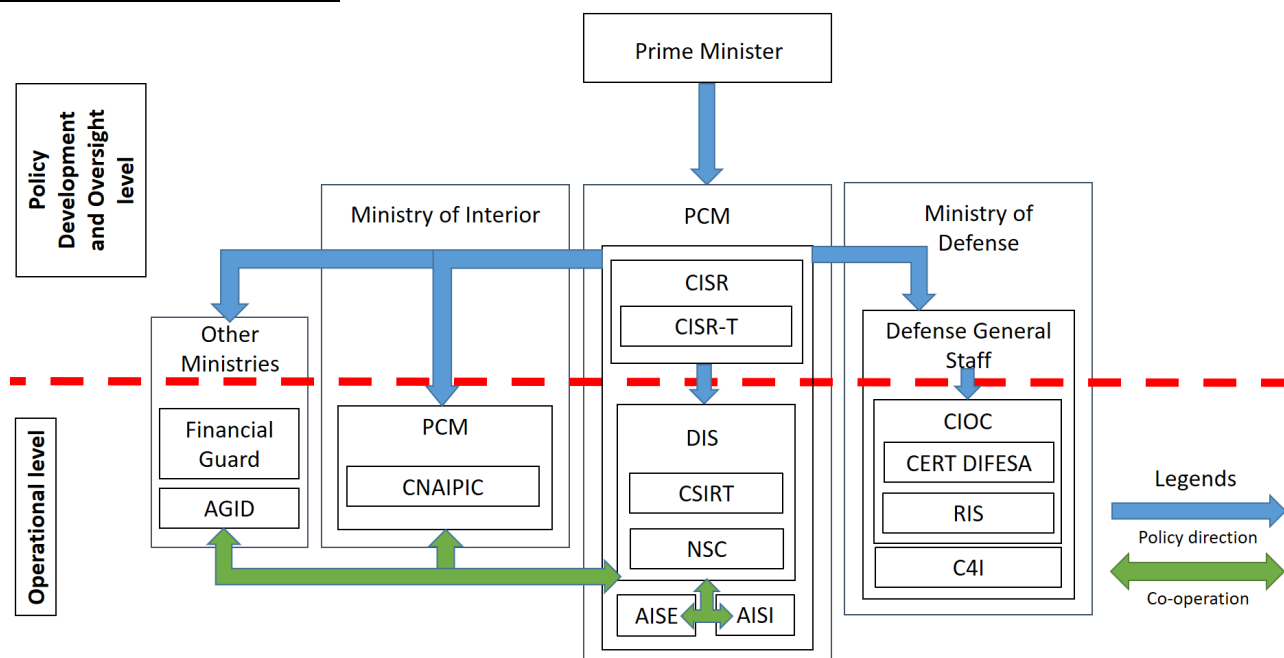 Prime Minister
Policy
Development
and Oversight
level
Ministry of Interior
PCM
Ministry of
Defense
CISR
CISR-T
Other
Ministries
Defense General
Staff
Financial
Guard
AGID
PCM
CNAIPIC
DIS
CSIRT
NSC
AISE
AISI
CIOC
CERT DIFESA
RIS
C4I
Operational level
Legends
Policy direction
Co-operation